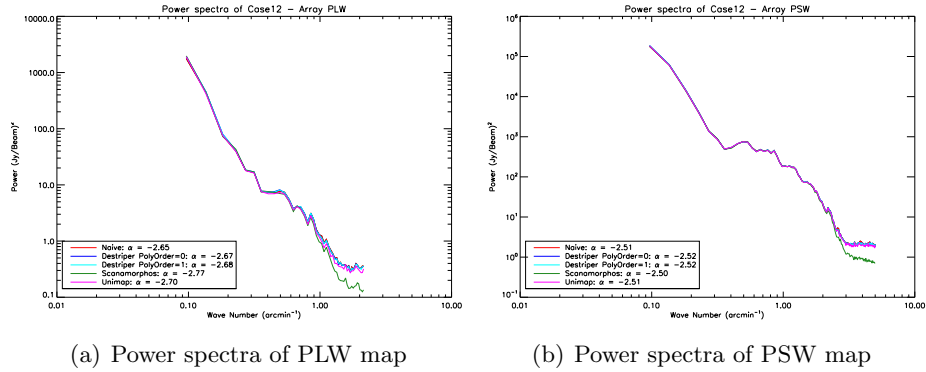 Power spectra of Case12 - Array PLW
Power (Jy/Beam)²
10000.0
1000.0
100.0
10.0
1.0
0.1
Naive: α = -2.65
Destriper PolyOrder=0: α = -2.67
Destriper PolyOrder=1: α = -2.68
Scanamorphos: α = -2.77
Unimap: α = -2.70
0.01 0.10 1.00 10.00
Wave Number (arcmin⁻¹)
(a) Power spectra of PLW map
Power spectra of Case12 - Array PSW
Power (Jy/Beam)²
10⁶
10⁵
10⁴
10³
10²
10¹
10⁰
10⁻¹
Naive: α = -2.51
Destriper PolyOrder=0: α = -2.52
Destriper PolyOrder=1: α = -2.52
Scanamorphos: α = -2.50
Unimap: α = -2.51
0.01 0.10 1.00 10.00
Wave Number (arcmin⁻¹)
(b) Power spectra of PSW map